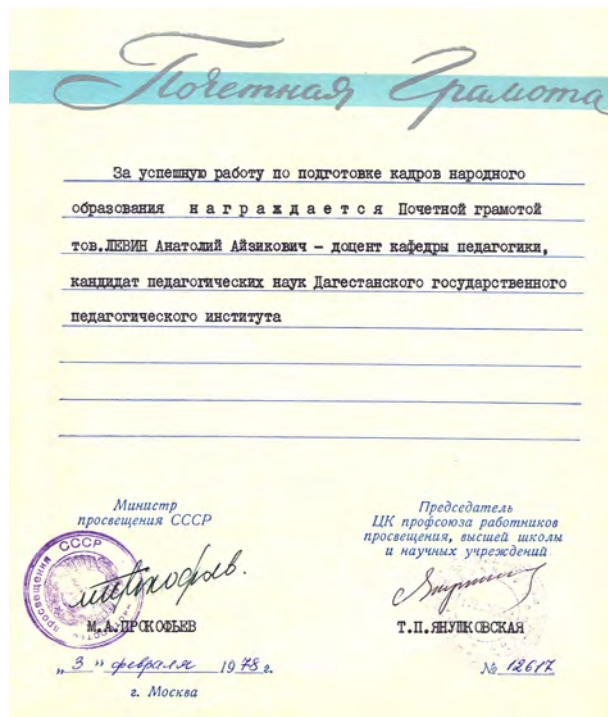 Почетная Грамота
За успешную работу по подготовке кадров народного
образования н а г р а ж д а е т с я Почетной грамотой
тов.ЛЕВИН Анатолий Айзикович – доцент кафедры педагогики,
кандидат педагогических наук Дагестанского государственного
педагогического института
Министр
просвещения СССР
Председатель
ЦК профсоюза работников
просвещения, высшей школы
и научных учреждений
СССР
просвещения
М.А.ПРОКОФЬЕВ
Т.П.ЯНУШКОВСКАЯ
„3" февраля 1978 г.
№ 12617
г. Москва